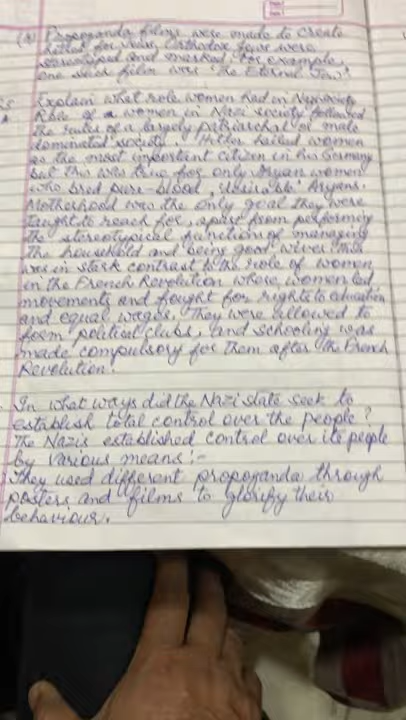 (a) Propaganda films were made to create
hatred for Jews, Orthodox Jews were
stereotyped and marked. For example,
one such film was 'The Eternal Jew'.
Explain what role women had in Nazi society
Role of a women in Nazi society followed
the rules of a largely patriarchal or male
dominated society. Hitler hailed women
as the most important citizen in his Germany
but this was true for only Aryan women
who bred pure-blood, 'desirable' Aryans.
Motherhood was the only goal they were
taught to reach for, apart from performing
the stereotypical function of managing
the household and being good wives. This
was in stark contrast to the role of women
in the French Revolution where women led
movements and fought for rights to education
and equal wages. They were allowed to
form political clubs, and schooling was
made compulsory for them after the French
Revolution.
In what ways did the Nazi state seek to
establish total control over the people?
The Nazis established control over its people
by various means:-
They used different propoganda through
posters and films to glorify their
behaviour.